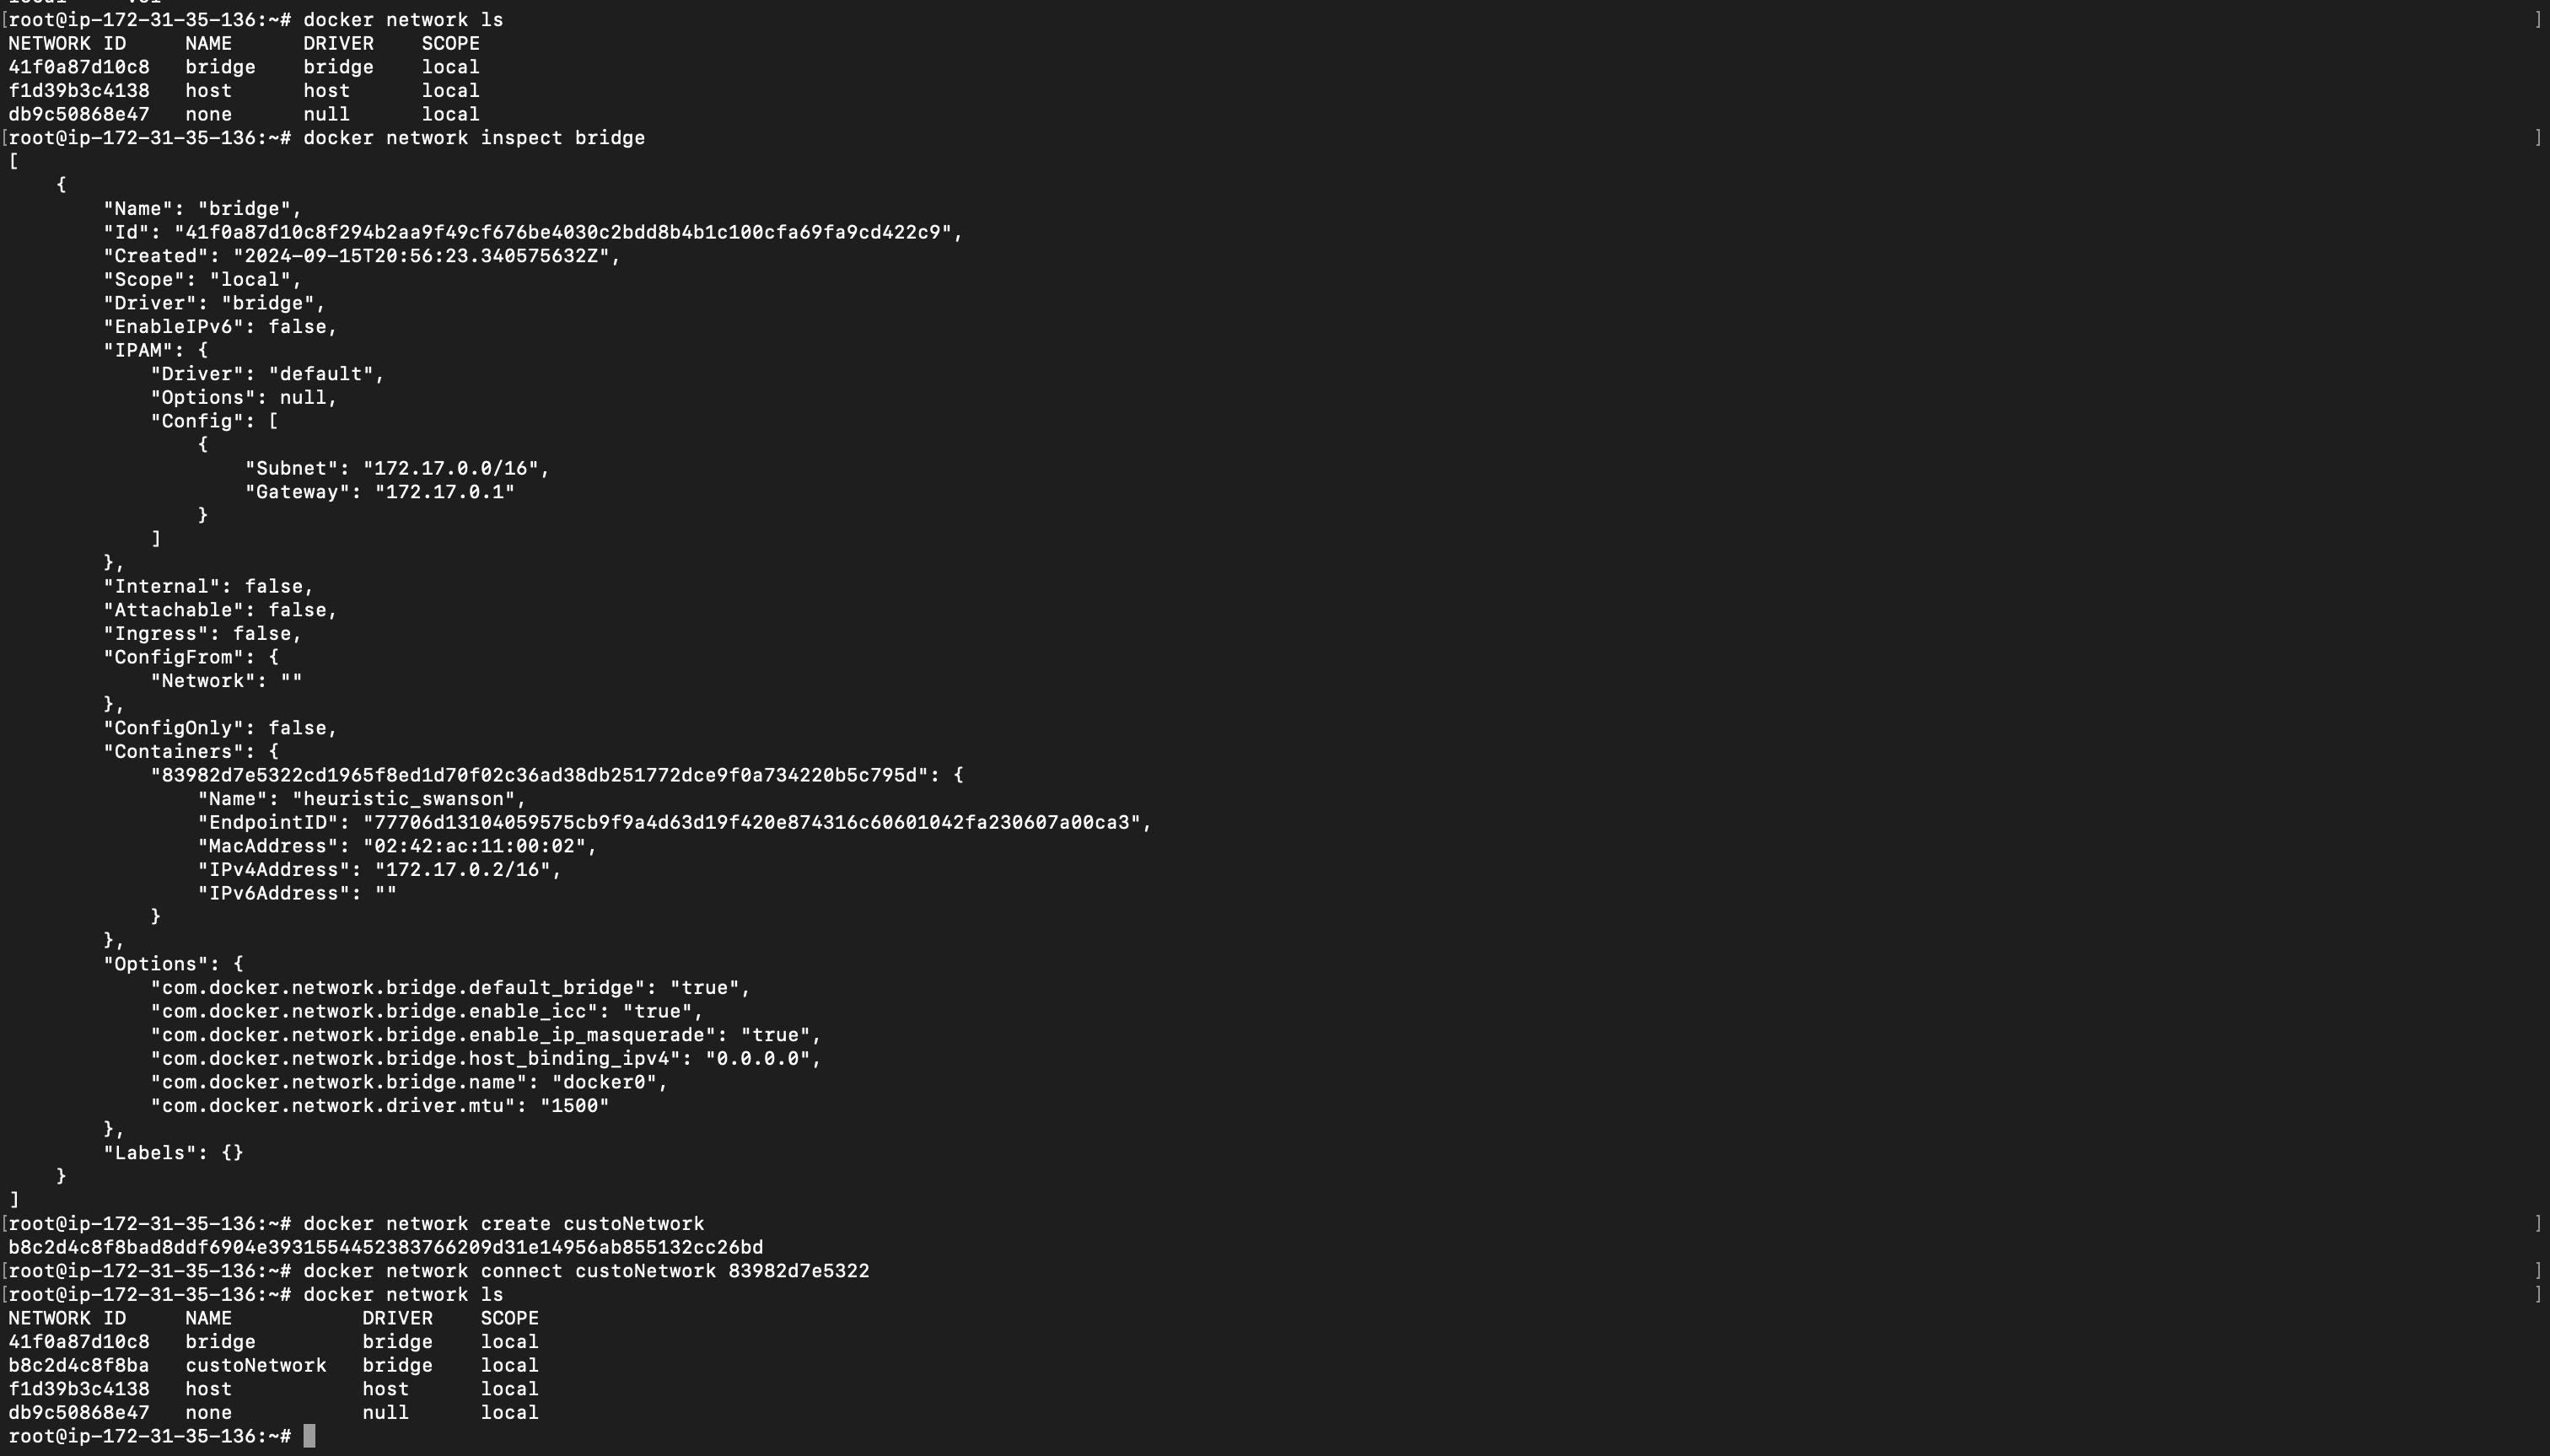 [root@ip-172-31-35-136:~# docker network ls ]
NETWORK ID     NAME      DRIVER    SCOPE
41f0a87d10c8   bridge    bridge    local
f1d39b3c4138   host      host      local
db9c50868e47   none      null      local
[root@ip-172-31-35-136:~# docker network inspect bridge ]
[
    {
        "Name": "bridge",
        "Id": "41f0a87d10c8f294b2aa9f49cf676be4030c2bdd8b4b1c100cfa69fa9cd422c9",
        "Created": "2024-09-15T20:56:23.340575632Z",
        "Scope": "local",
        "Driver": "bridge",
        "EnableIPv6": false,
        "IPAM": {
            "Driver": "default",
            "Options": null,
            "Config": [
                {
                    "Subnet": "172.17.0.0/16",
                    "Gateway": "172.17.0.1"
                }
            ]
        },
        "Internal": false,
        "Attachable": false,
        "Ingress": false,
        "ConfigFrom": {
            "Network": ""
        },
        "ConfigOnly": false,
        "Containers": {
            "83982d7e5322cd1965f8ed1d70f02c36ad38db251772dce9f0a734220b5c795d": {
                "Name": "heuristic_swanson",
                "EndpointID": "77706d13104059575cb9f9a4d63d19f420e874316c60601042fa230607a00ca3",
                "MacAddress": "02:42:ac:11:00:02",
                "IPv4Address": "172.17.0.2/16",
                "IPv6Address": ""
            }
        },
        "Options": {
            "com.docker.network.bridge.default_bridge": "true",
            "com.docker.network.bridge.enable_icc": "true",
            "com.docker.network.bridge.enable_ip_masquerade": "true",
            "com.docker.network.bridge.host_binding_ipv4": "0.0.0.0",
            "com.docker.network.bridge.name": "docker0",
            "com.docker.network.driver.mtu": "1500"
        },
        "Labels": {}
    }
]
[root@ip-172-31-35-136:~# docker network create custoNetwork ]
b8c2d4c8f8bad8ddf6904e3931554452383766209d31e14956ab855132cc26bd
[root@ip-172-31-35-136:~# docker network connect custoNetwork 83982d7e5322 ]
[root@ip-172-31-35-136:~# docker network ls ]
NETWORK ID     NAME           DRIVER    SCOPE
41f0a87d10c8   bridge         bridge    local
b8c2d4c8f8ba   custoNetwork   bridge    local
f1d39b3c4138   host           host      local
db9c50868e47   none           null      local
root@ip-172-31-35-136:~#